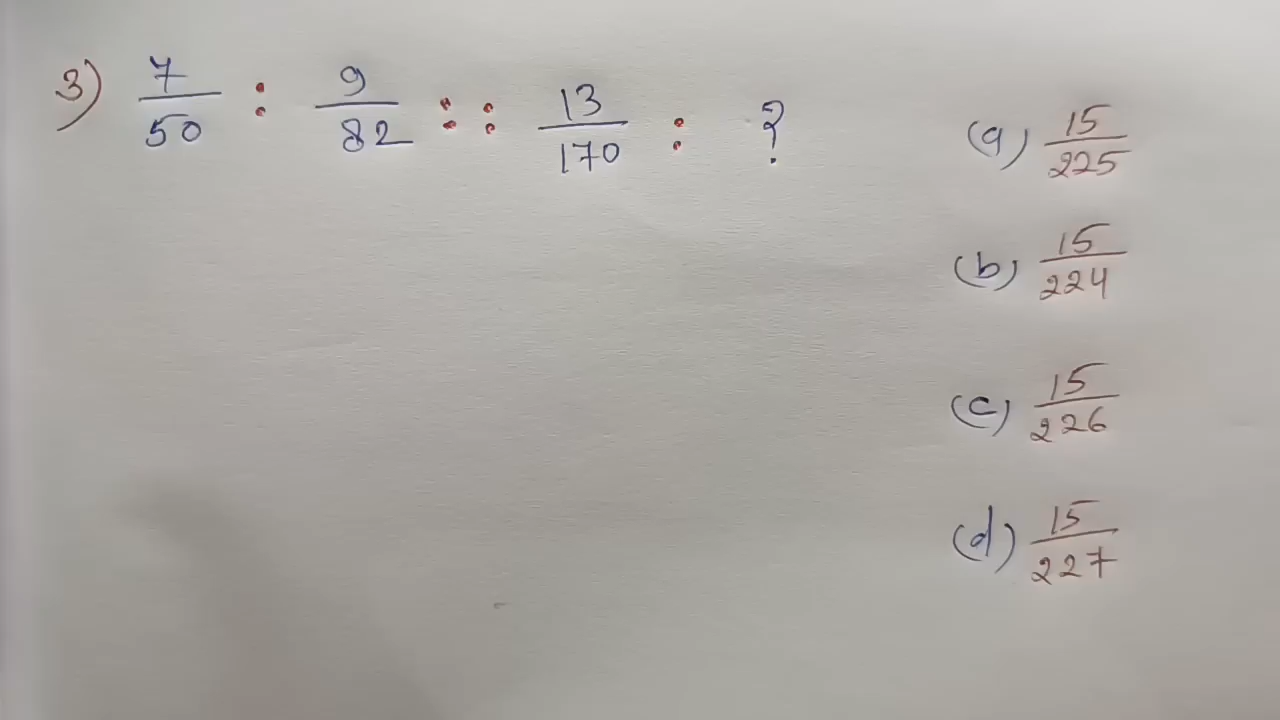 3) 7/50 : 9/82 :: 13/170 : ?
(a) 15/225
(b) 15/224
(c) 15/226
(d) 15/227